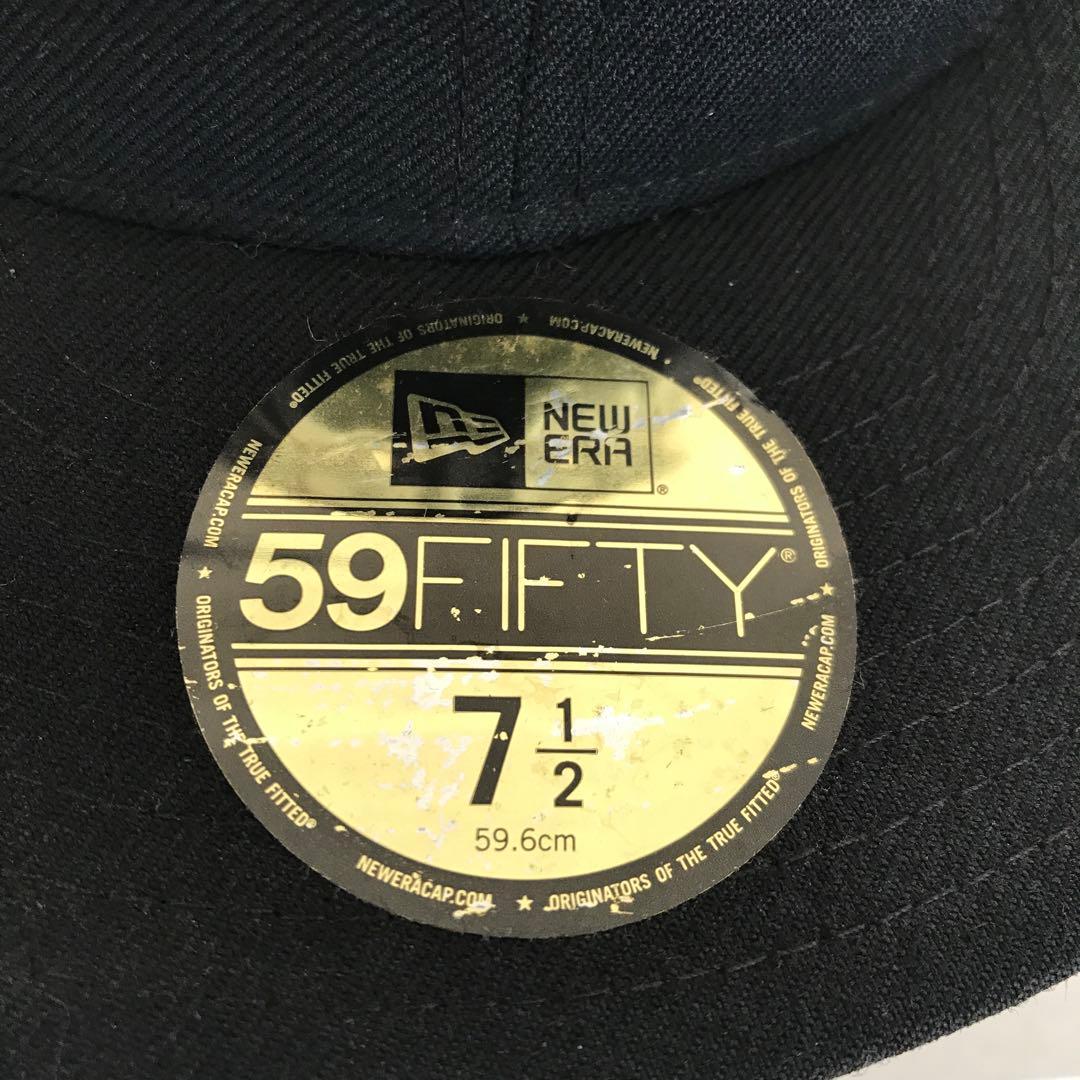 NEW
ERA®
59FIFTY®
7 1/2
59.6cm
NEWERACAP.COM ★ ORIGINATORS OF THE TRUE FITTED® ★ NEWERACAP.COM ★ ORIGINATORS OF THE TRUE FITTED® ★ NEWERACAP.COM ★ ORIGINATORS OF THE TRUE FITTED® NEWERACAP.COM ★ ORIGINATORS OF THE TRUE FITTED®